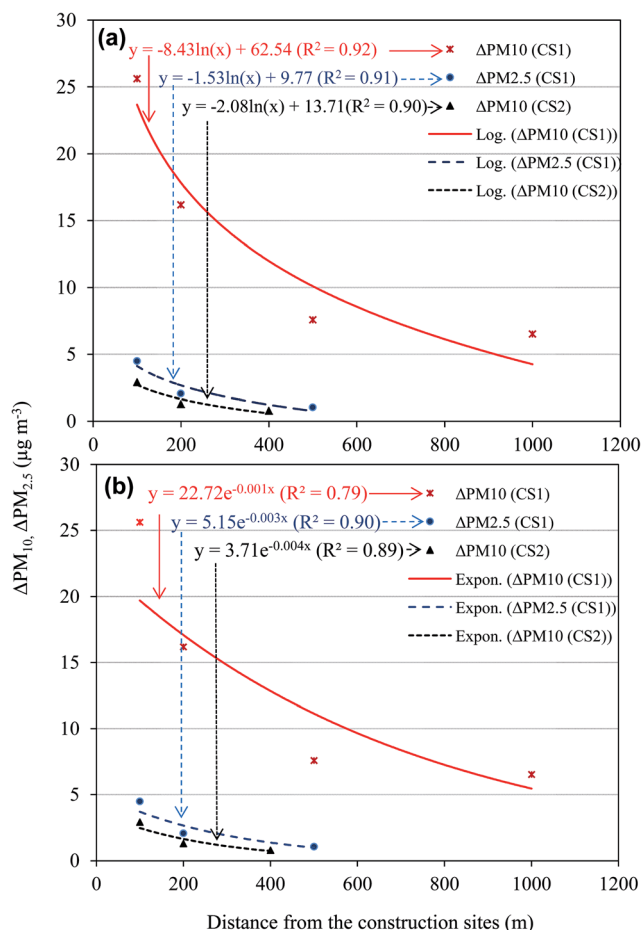 (a)
y = -8.43ln(x) + 62.54 (R² = 0.92)
ΔPM10 (CS1)
y = -1.53ln(x) + 9.77 (R² = 0.91)
ΔPM2.5 (CS1)
y = -2.08ln(x) + 13.71(R² = 0.90)
ΔPM10 (CS2)
Log. (ΔPM10 (CS1))
Log. (ΔPM2.5 (CS1))
Log. (ΔPM10 (CS2))
30
25
20
15
10
5
0
0 200 400 600 800 1000 1200
ΔPM₁₀, ΔPM₂.₅ (µg m⁻³)
(b)
y = 22.72e⁻⁰·⁰⁰¹ˣ (R² = 0.79)
ΔPM10 (CS1)
y = 5.15e⁻⁰·⁰⁰³ˣ (R² = 0.90)
ΔPM2.5 (CS1)
y = 3.71e⁻⁰·⁰⁰⁴ˣ (R² = 0.89)
ΔPM10 (CS2)
Expon. (ΔPM10 (CS1))
Expon. (ΔPM2.5 (CS1))
Expon. (ΔPM10 (CS2))
30
25
20
15
10
5
0
0 200 400 600 800 1000 1200
Distance from the construction sites (m)